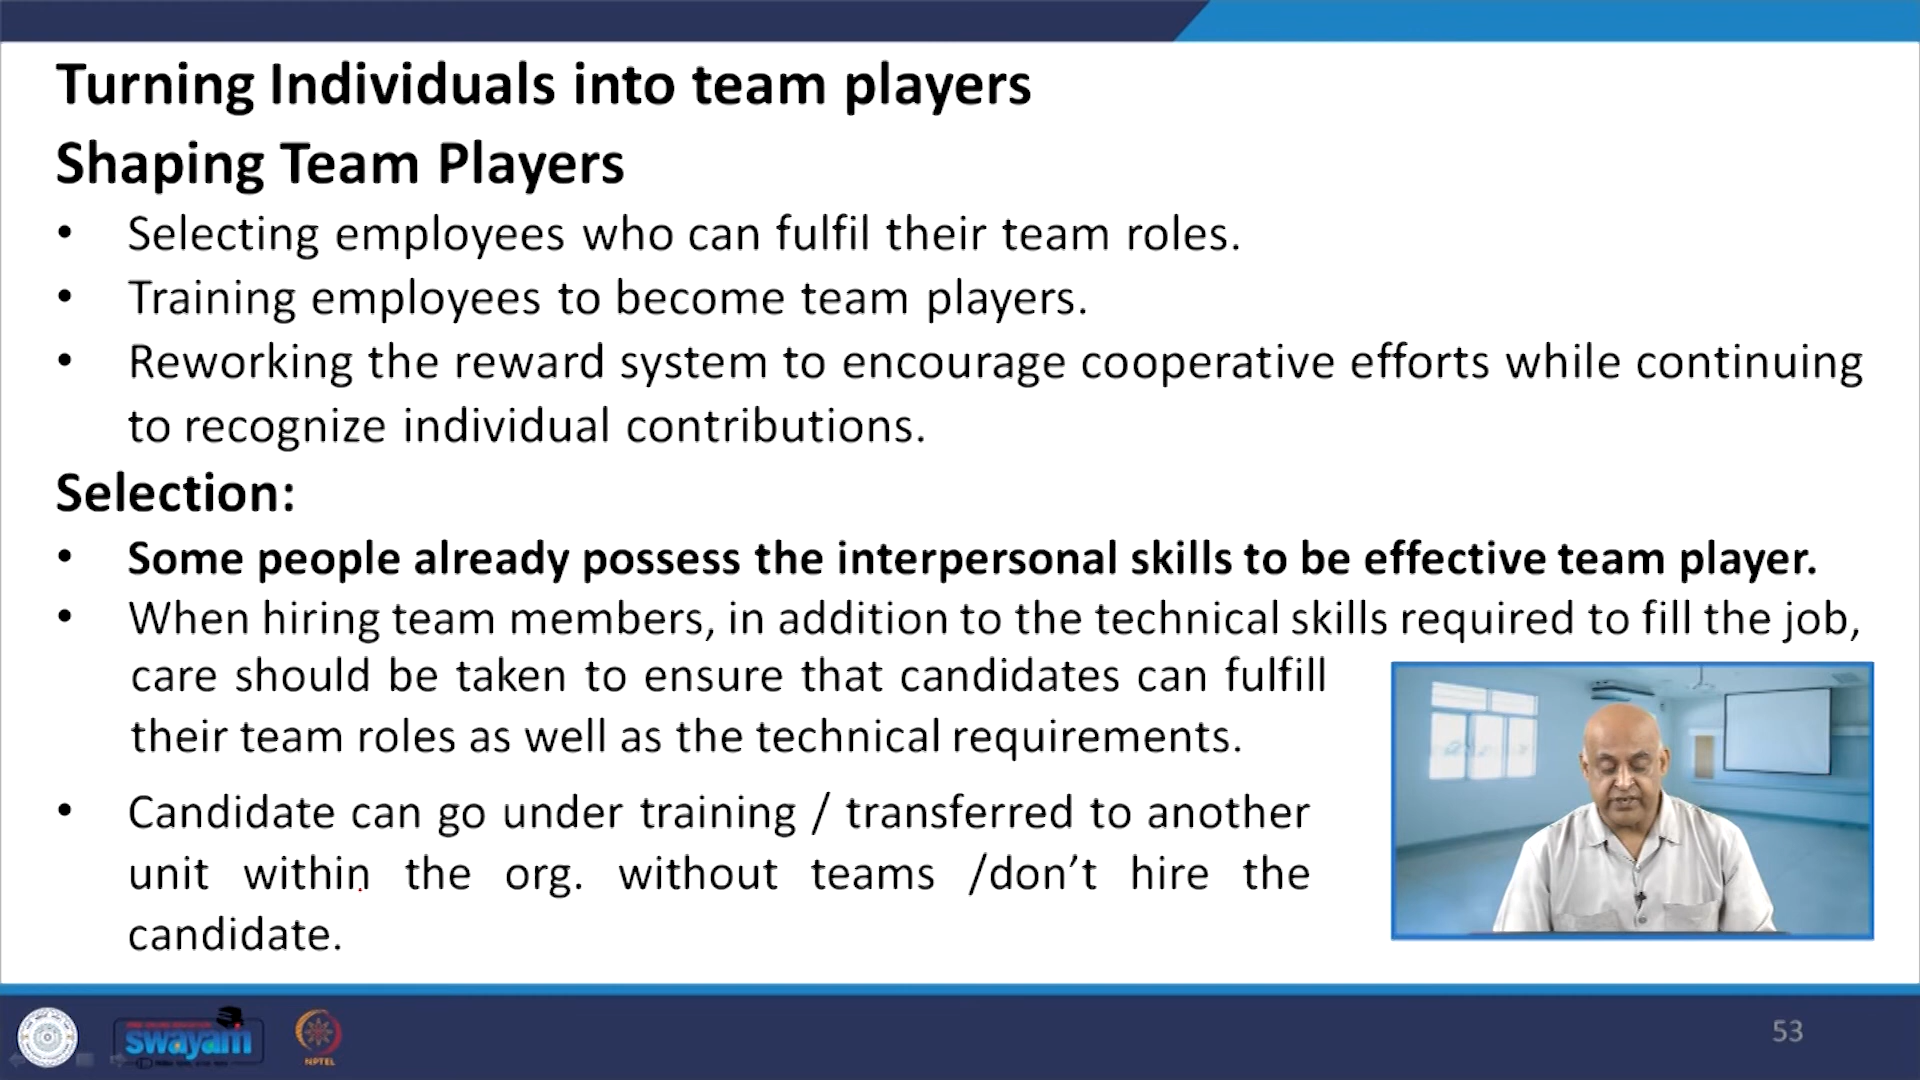 Turning Individuals into team players
Shaping Team Players
• Selecting employees who can fulfil their team roles.
• Training employees to become team players.
• Reworking the reward system to encourage cooperative efforts while continuing
to recognize individual contributions.
Selection:
• Some people already possess the interpersonal skills to be effective team player.
• When hiring team members, in addition to the technical skills required to fill the job,
care should be taken to ensure that candidates can fulfill
their team roles as well as the technical requirements.
• Candidate can go under training / transferred to another
unit within the org. without teams /don’t hire the
candidate.
swayam
NPTEL
53